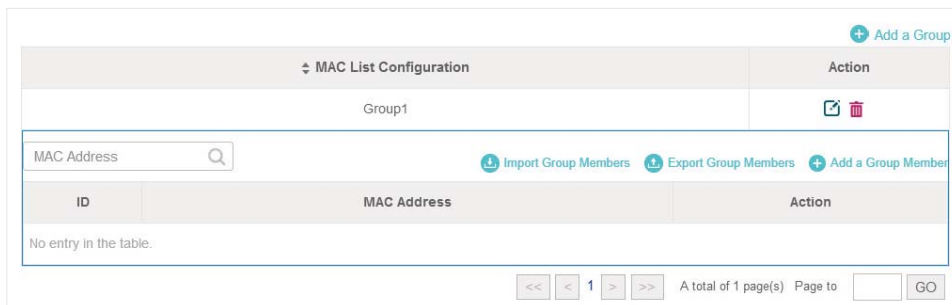 Add a Group
MAC List Configuration Action
Group1
MAC Address Import Group Members Export Group Members Add a Group Member
ID MAC Address Action
No entry in the table.
<< < 1 > >> A total of 1 page(s) Page to GO